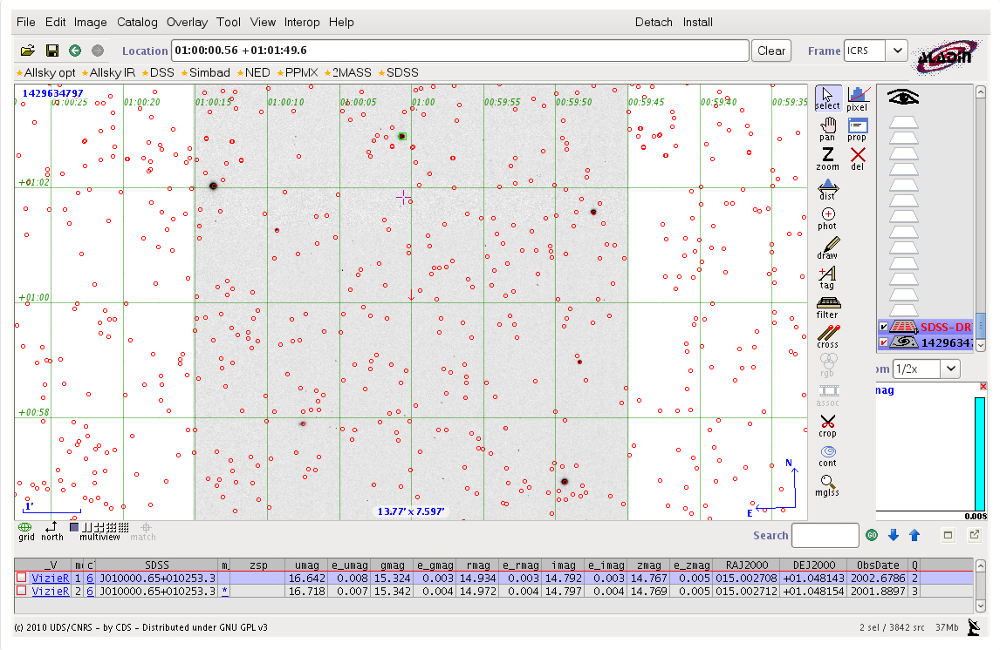 File Edit Image Catalog Overlay Tool View Interop Help Detach Install
Location 01:00:00.56 +01:01:49.6 Clear Frame ICRS ALADIN
Allsky opt Allsky IR DSS Simbad NED PPMX 2MASS SDSS
1429634797
01:00:25 01:00:20 01:00:15 01:00:10 01:00:05 01:00 00:59:55 00:59:50 00:59:45 00:59:40 00:59:35
+01:02
+01:00
+00:58
1'
13.77' x 7.597'
N
E
select pixel
pan prop
zoom del
dist
phot
draw
tag
filter
cross
rgb
assoc
crop
cont
mglss
SDSS-DR
14296347
om 1/2x
mag
0.008
grid north multiview match
Search GO
_V m c SDSS m_ zsp umag e_umag gmag e_gmag rmag e_rmag imag e_imag zmag e_zmag RAJ2000 DEJ2000 ObsDate Q
VizieR 1 6 J010000.65+010253.3 16.642 0.008 15.324 0.003 14.934 0.003 14.792 0.003 14.767 0.005 015.002708 +01.048143 2002.6786 2
VizieR 2 6 J010000.65+010253.3 * 16.718 0.007 15.342 0.004 14.972 0.004 14.797 0.004 14.769 0.005 015.002712 +01.048154 2001.8897 3
(c) 2010 UDS/CNRS - by CDS - Distributed under GNU GPL v3 2 sel / 3842 src 37Mb